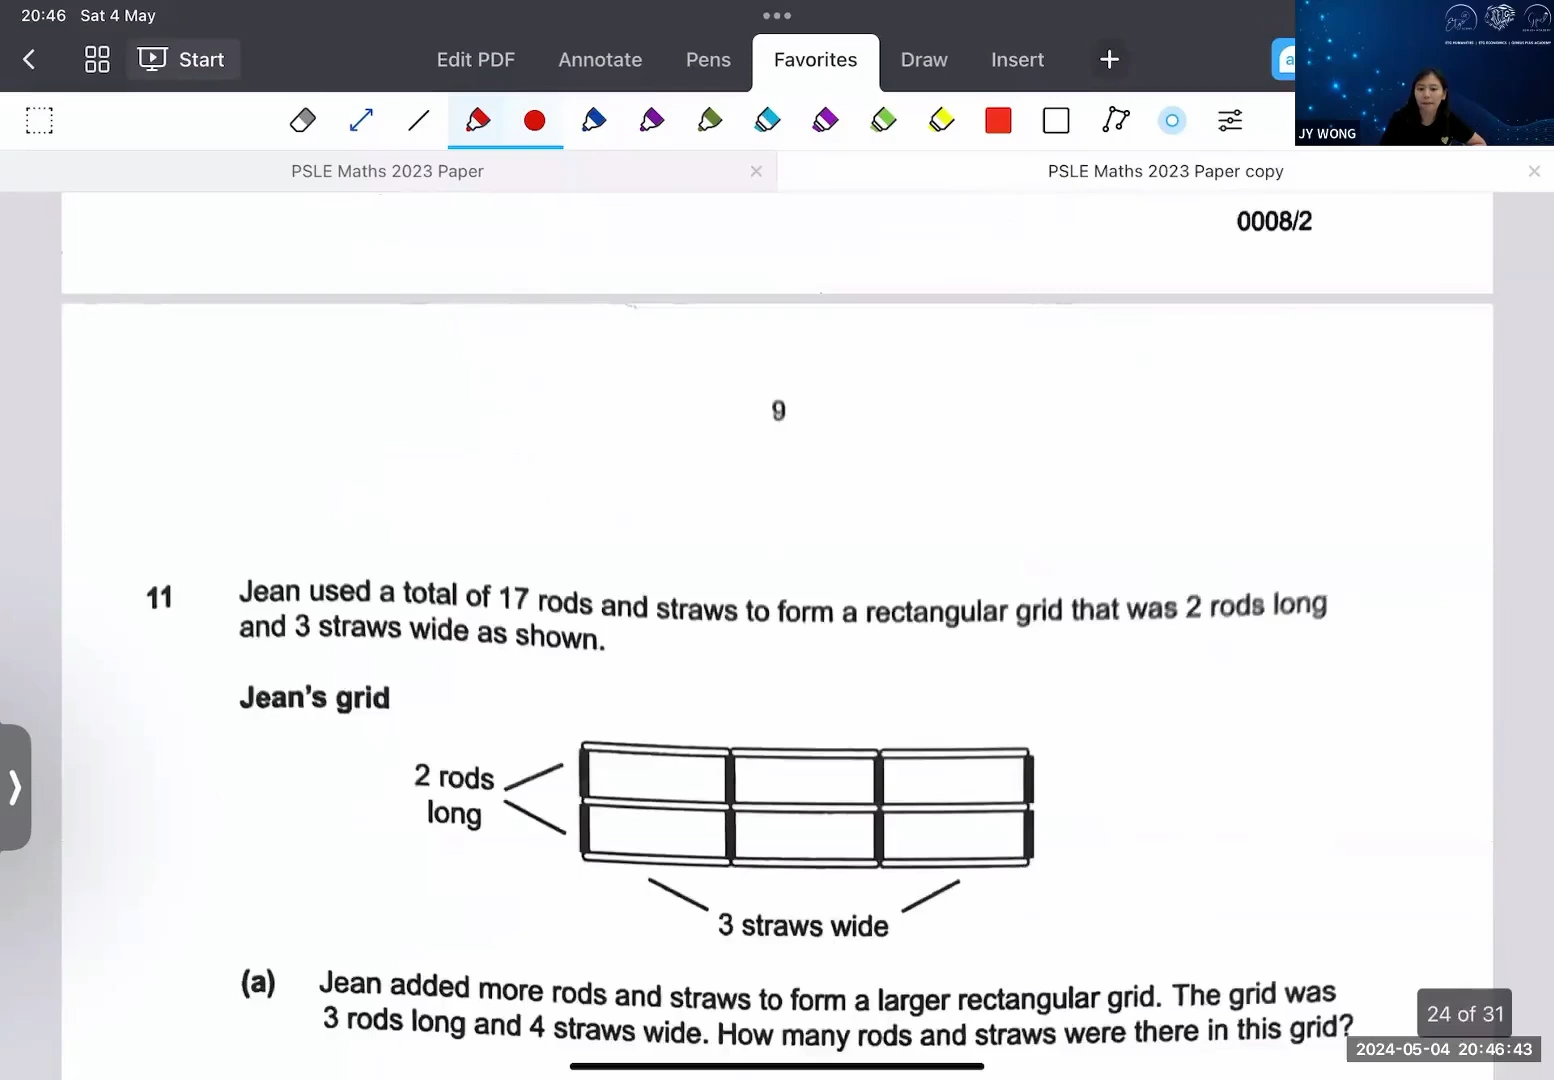 20:46 Sat 4 May
Start
Edit PDF
Annotate
Pens
Favorites
Draw
Insert
JY WONG
PSLE Maths 2023 Paper
PSLE Maths 2023 Paper copy
0008/2
9
11 Jean used a total of 17 rods and straws to form a rectangular grid that was 2 rods long
and 3 straws wide as shown.
Jean's grid
2 rods
long
3 straws wide
(a) Jean added more rods and straws to form a larger rectangular grid. The grid was
3 rods long and 4 straws wide. How many rods and straws were there in this grid?
24 of 31
2024-05-04 20:46:43